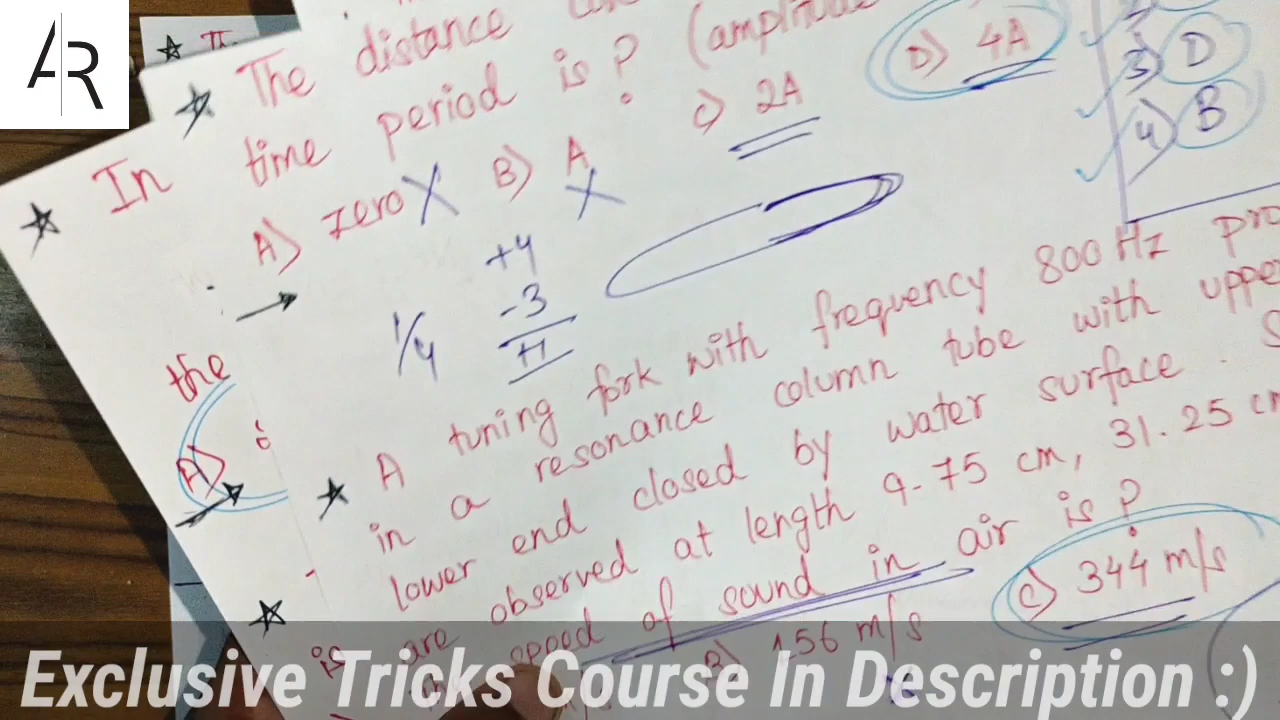 AR
The distance
In time period is? (amplitude
A) zero B) A C) 2A D) 4A
3) D
4) B
+4
-3
+1
1/4
the
A)
A tuning fork with frequency 800 Hz
in a resonance column tube with upper
lower end closed by water surface.
are observed at length 9.75 cm, 31.25 cm
is speed of sound in air is?
B) 156 m/s C) 344 m/s
Exclusive Tricks Course In Description :)